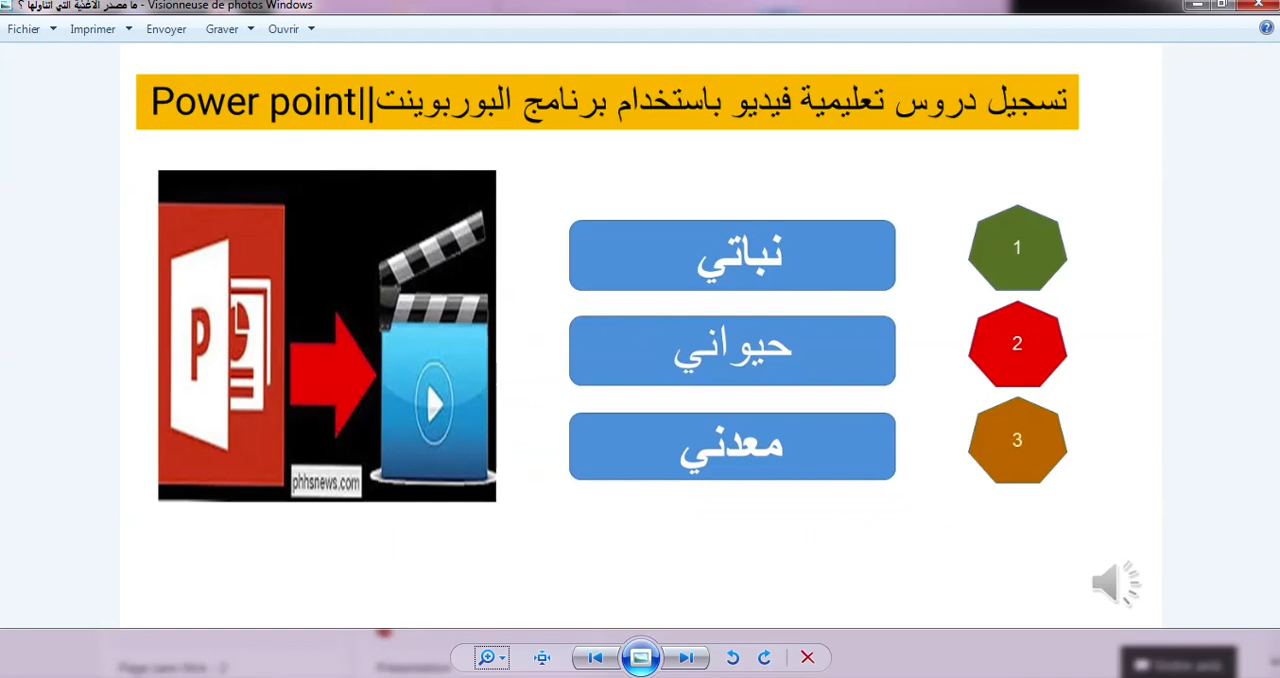 ما مصدر الأغذية التي أتناولها ؟ - Visionneuse de photos Windows
Fichier Imprimer Envoyer Graver Ouvrir
تسجيل دروس تعليمية فيديو باستخدام برنامج البوربوينت||Power point
نباتي 1
حيواني 2
معدني 3
P
phhsnews.com